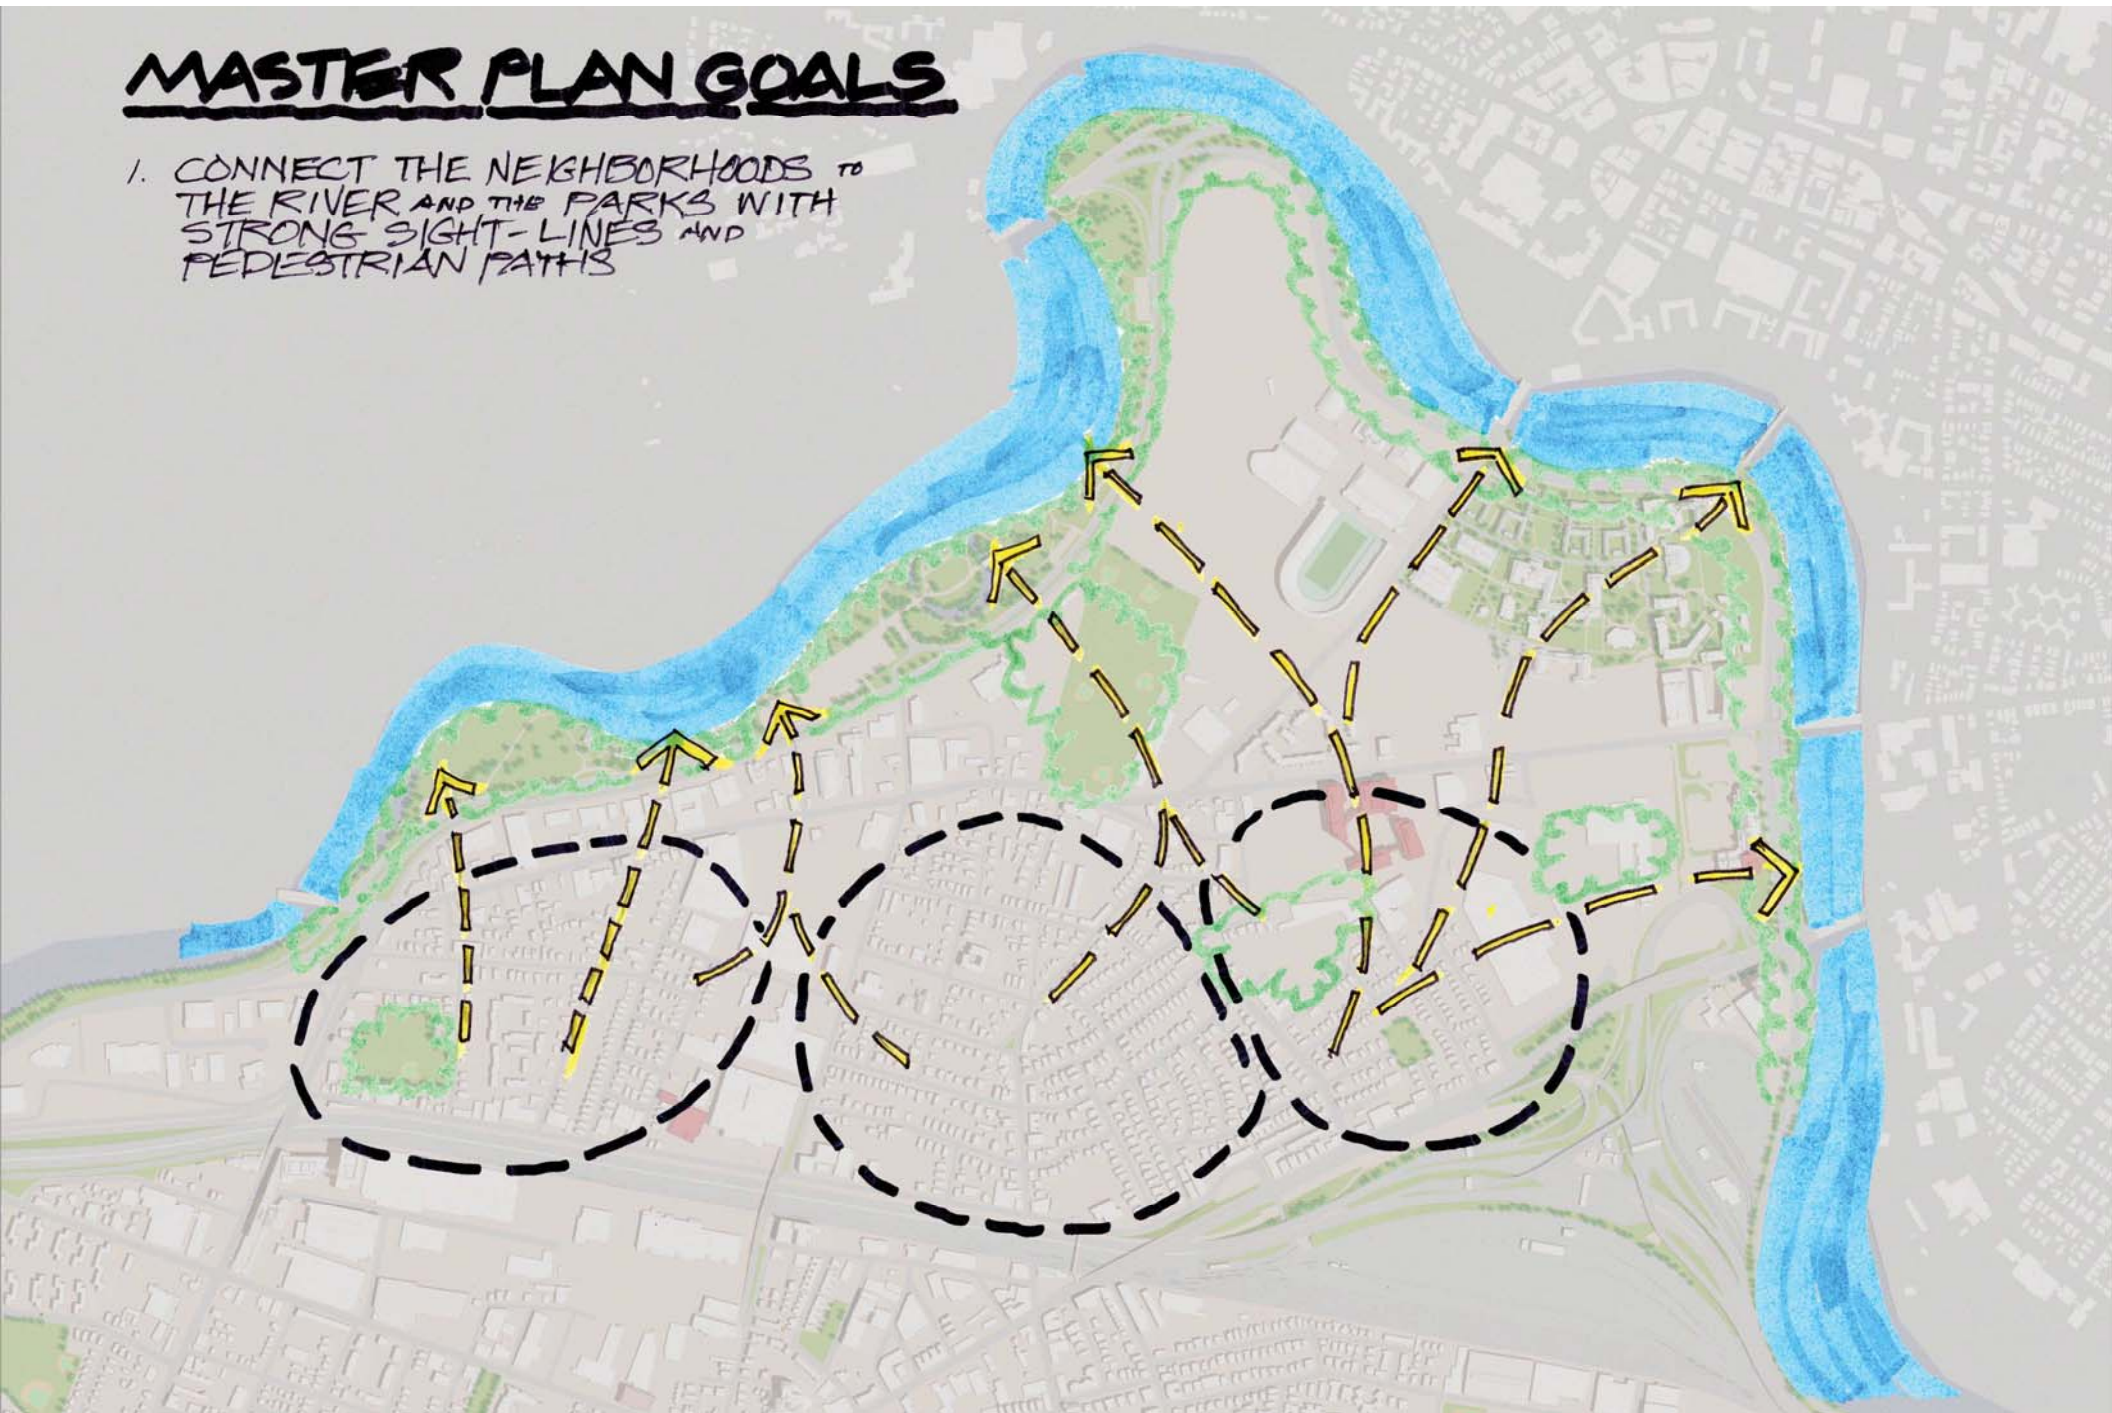 MASTER PLAN GOALS
1. CONNECT THE NEIGHBORHOODS TO
THE RIVER AND THE PARKS WITH
STRONG SIGHT-LINES AND
PEDESTRIAN PATHS